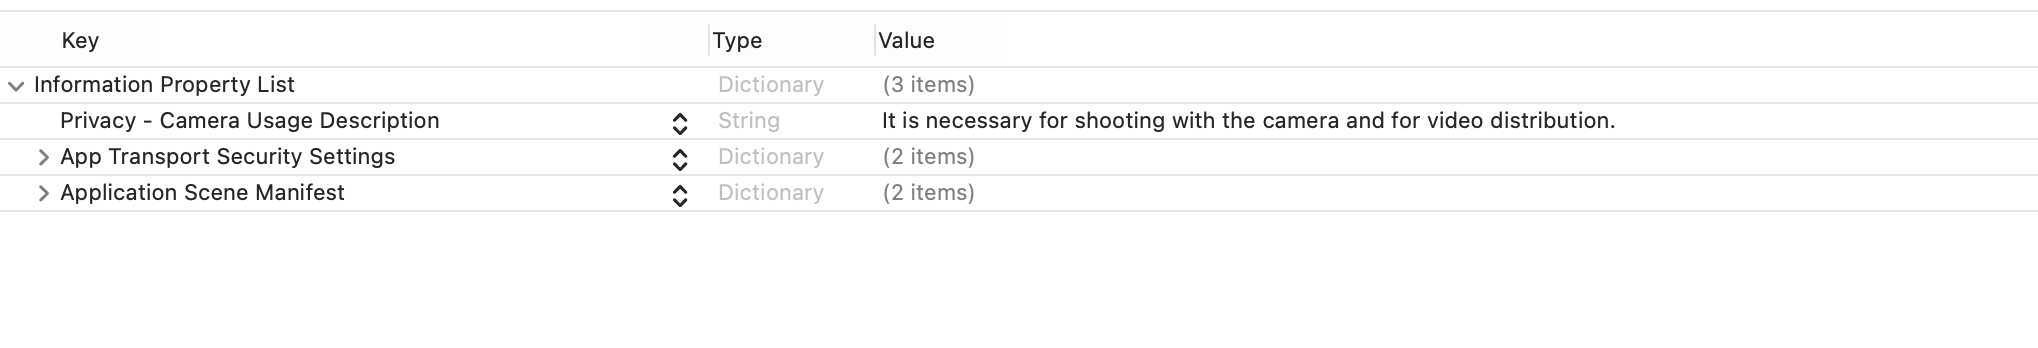 Key Type Value
Information Property List Dictionary (3 items)
Privacy - Camera Usage Description String It is necessary for shooting with the camera and for video distribution.
App Transport Security Settings Dictionary (2 items)
Application Scene Manifest Dictionary (2 items)